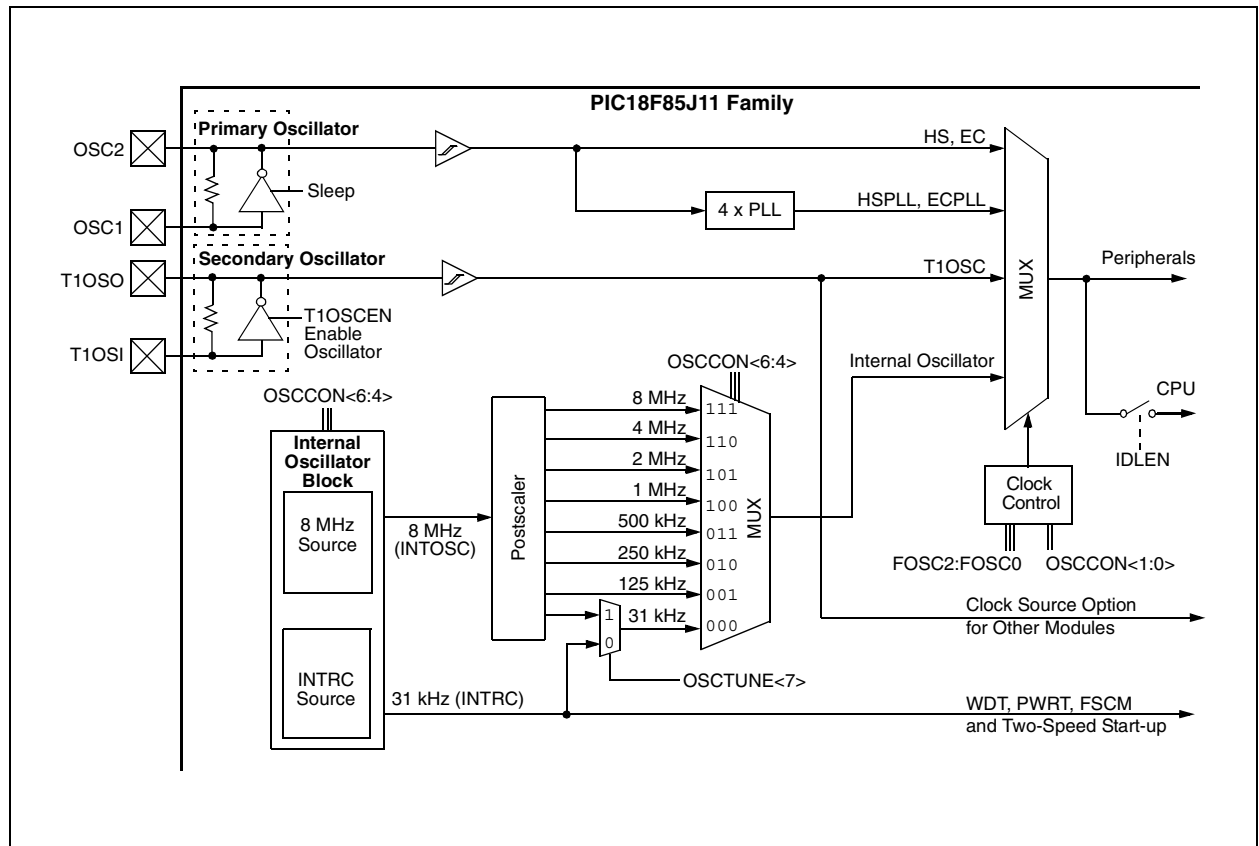 PIC18F85J11 Family
Primary Oscillator
OSC2
HS, EC
Sleep
4 x PLL
HSPLL, ECPLL
OSC1
Secondary Oscillator
T1OSO
T1OSC
MUX
Peripherals
T1OSCEN
Enable
Oscillator
T1OSI
OSCCON<6:4>
Internal Oscillator
OSCCON<6:4>
CPU
IDLEN
Internal
Oscillator
Block
8 MHz
Source
8 MHz
(INTOSC)
Postscaler
8 MHz
111
4 MHz
110
2 MHz
101
1 MHz
100
500 kHz
011
250 kHz
010
125 kHz
001
1
31 kHz
000
0
MUX
Clock
Control
FOSC2:FOSC0
OSCCON<1:0>
Clock Source Option
for Other Modules
OSCTUNE<7>
INTRC
Source
31 kHz (INTRC)
WDT, PWRT, FSCM
and Two-Speed Start-up